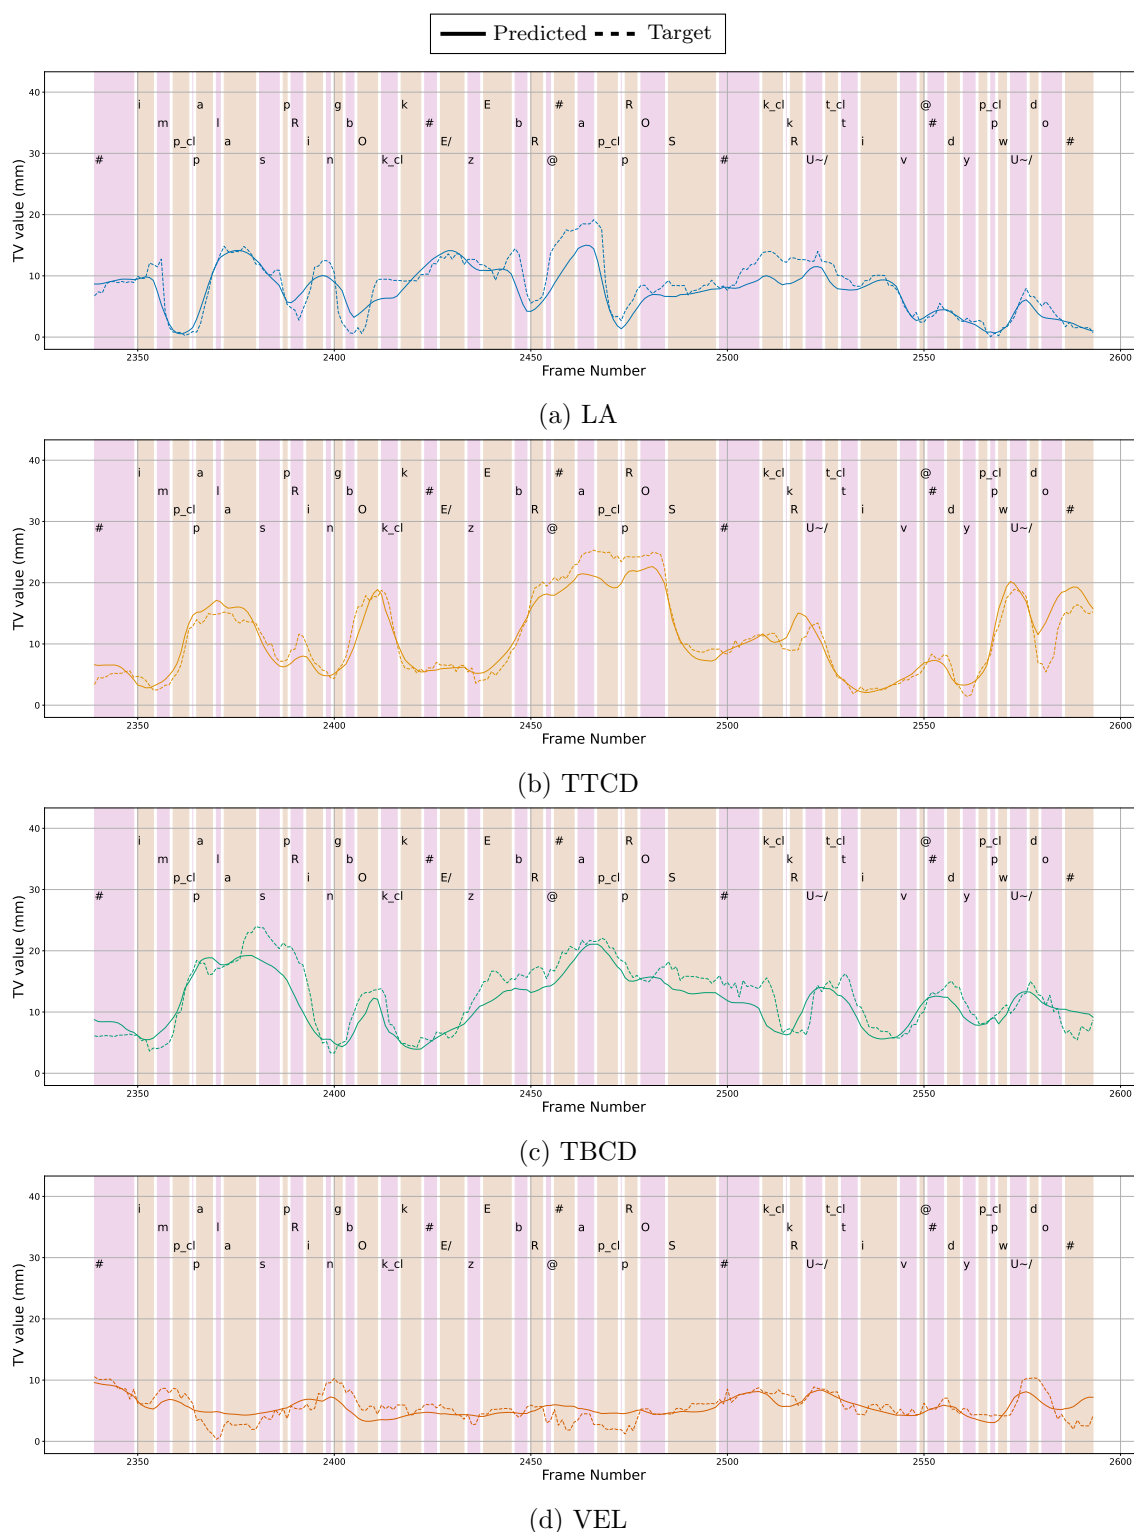 Predicted Target
40
i a p g k E # R k_cl t_cl @ p_cl d
m l R b # b a O k t # p o
p_cl a i O E/ R p_cl S R i d w #
30
# p s n k_cl z @ p # U~/ v y U~/
20
10
0
TV value (mm)
2350 2400 2450 2500 2550 2600
Frame Number
(a) LA
40
i a p g k E # R k_cl t_cl @ p_cl d
m l R b # b a O k t # p o
p_cl a i O E/ R p_cl S R i d w #
30
# p s n k_cl z @ p # U~/ v y U~/
20
10
0
TV value (mm)
2350 2400 2450 2500 2550 2600
Frame Number
(b) TTCD
40
i a p g k E # R k_cl t_cl @ p_cl d
m l R b # b a O k t # p o
p_cl a i O E/ R p_cl S R i d w #
30
# p s n k_cl z @ p # U~/ v y U~/
20
10
0
TV value (mm)
2350 2400 2450 2500 2550 2600
Frame Number
(c) TBCD
40
i a p g k E # R k_cl t_cl @ p_cl d
m l R b # b a O k t # p o
p_cl a i O E/ R p_cl S R i d w #
30
# p s n k_cl z @ p # U~/ v y U~/
20
10
0
TV value (mm)
2350 2400 2450 2500 2550 2600
Frame Number
(d) VEL